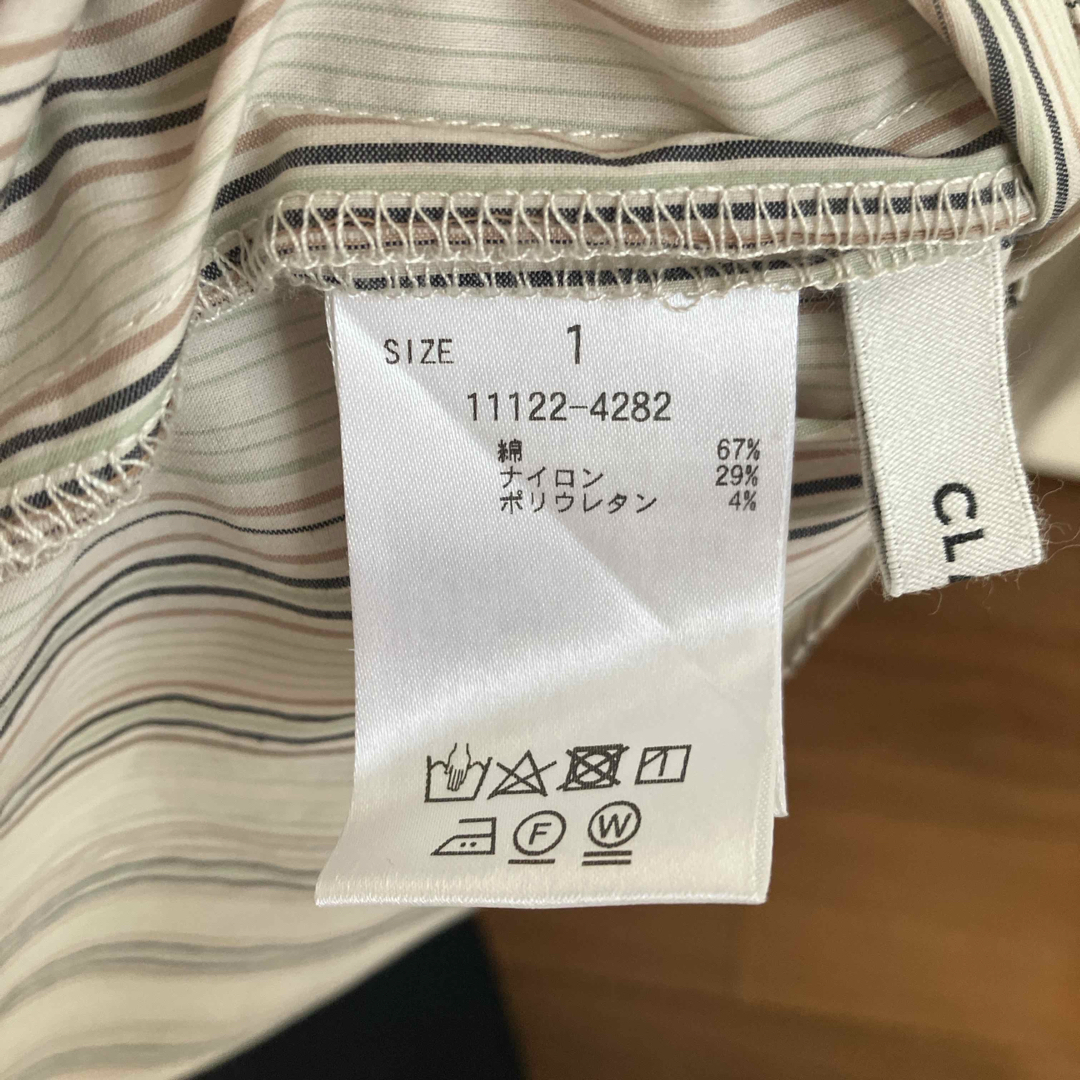 SIZE 1
11122-4282
綿 67%
ナイロン 29%
ポリウレタン 4%
F W
CL